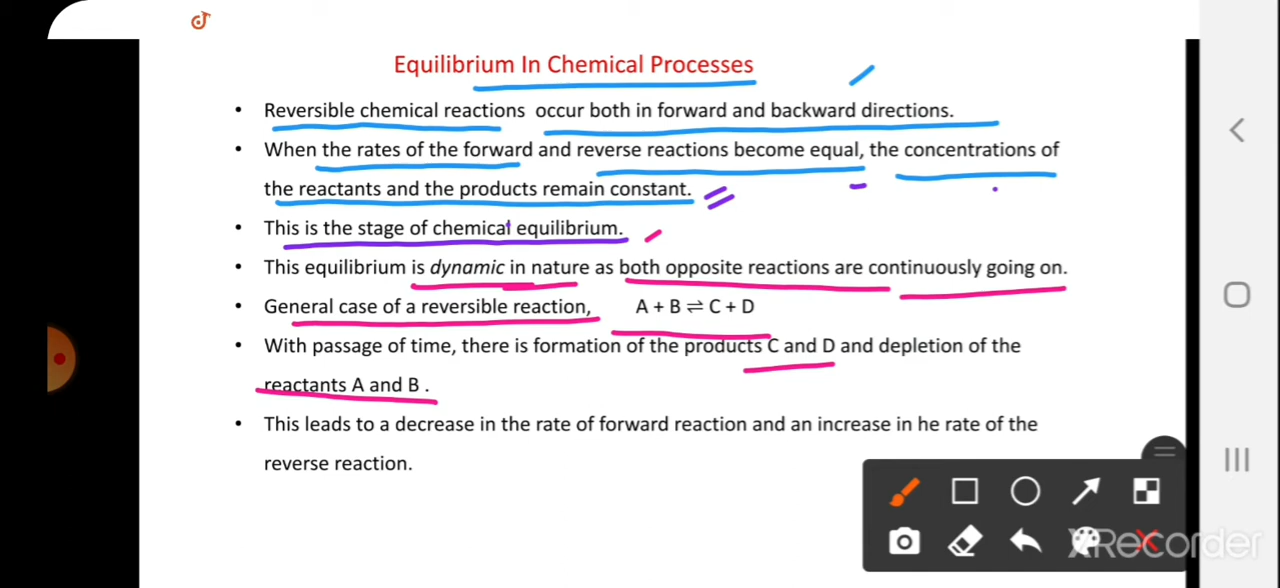 Equilibrium In Chemical Processes
• Reversible chemical reactions occur both in forward and backward directions.
• When the rates of the forward and reverse reactions become equal, the concentrations of
the reactants and the products remain constant.
• This is the stage of chemical equilibrium.
• This equilibrium is dynamic in nature as both opposite reactions are continuously going on.
• General case of a reversible reaction, A + B ⇌ C + D
• With passage of time, there is formation of the products C and D and depletion of the
reactants A and B .
• This leads to a decrease in the rate of forward reaction and an increase in he rate of the
reverse reaction.
XRecorder